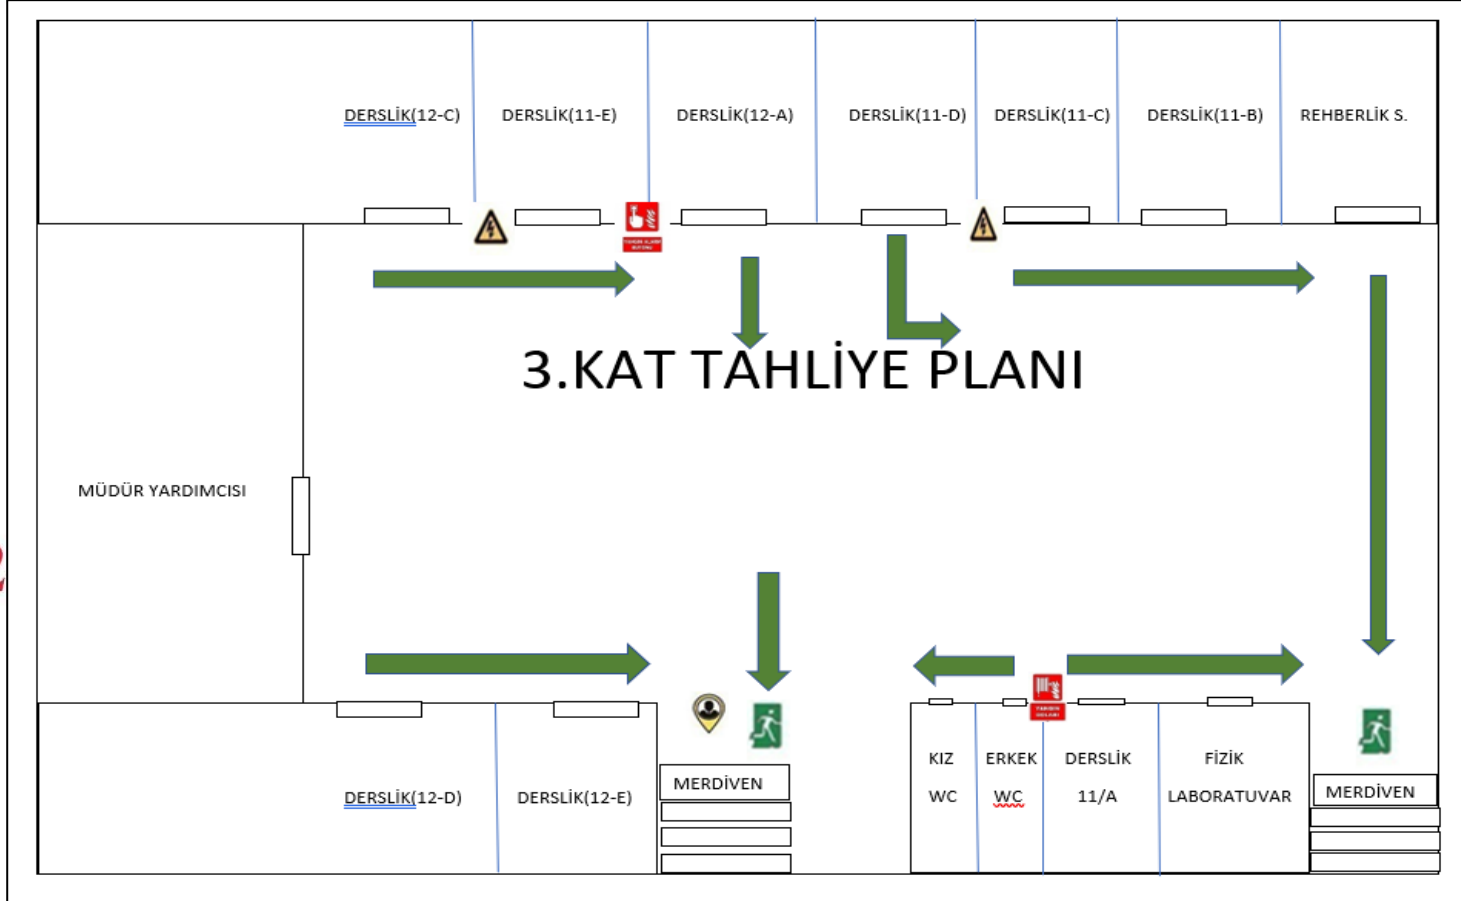 DERSLİK(12-C)
DERSLİK(11-E)
DERSLİK(12-A)
DERSLİK(11-D)
DERSLİK(11-C)
DERSLİK(11-B)
REHBERLİK S.
3.KAT TAHLİYE PLANI
MÜDÜR YARDIMCISI
DERSLİK(12-D)
DERSLİK(12-E)
MERDİVEN
KIZ
WC
ERKEK
WC
DERSLİK
11/A
FİZİK
LABORATUVAR
MERDİVEN